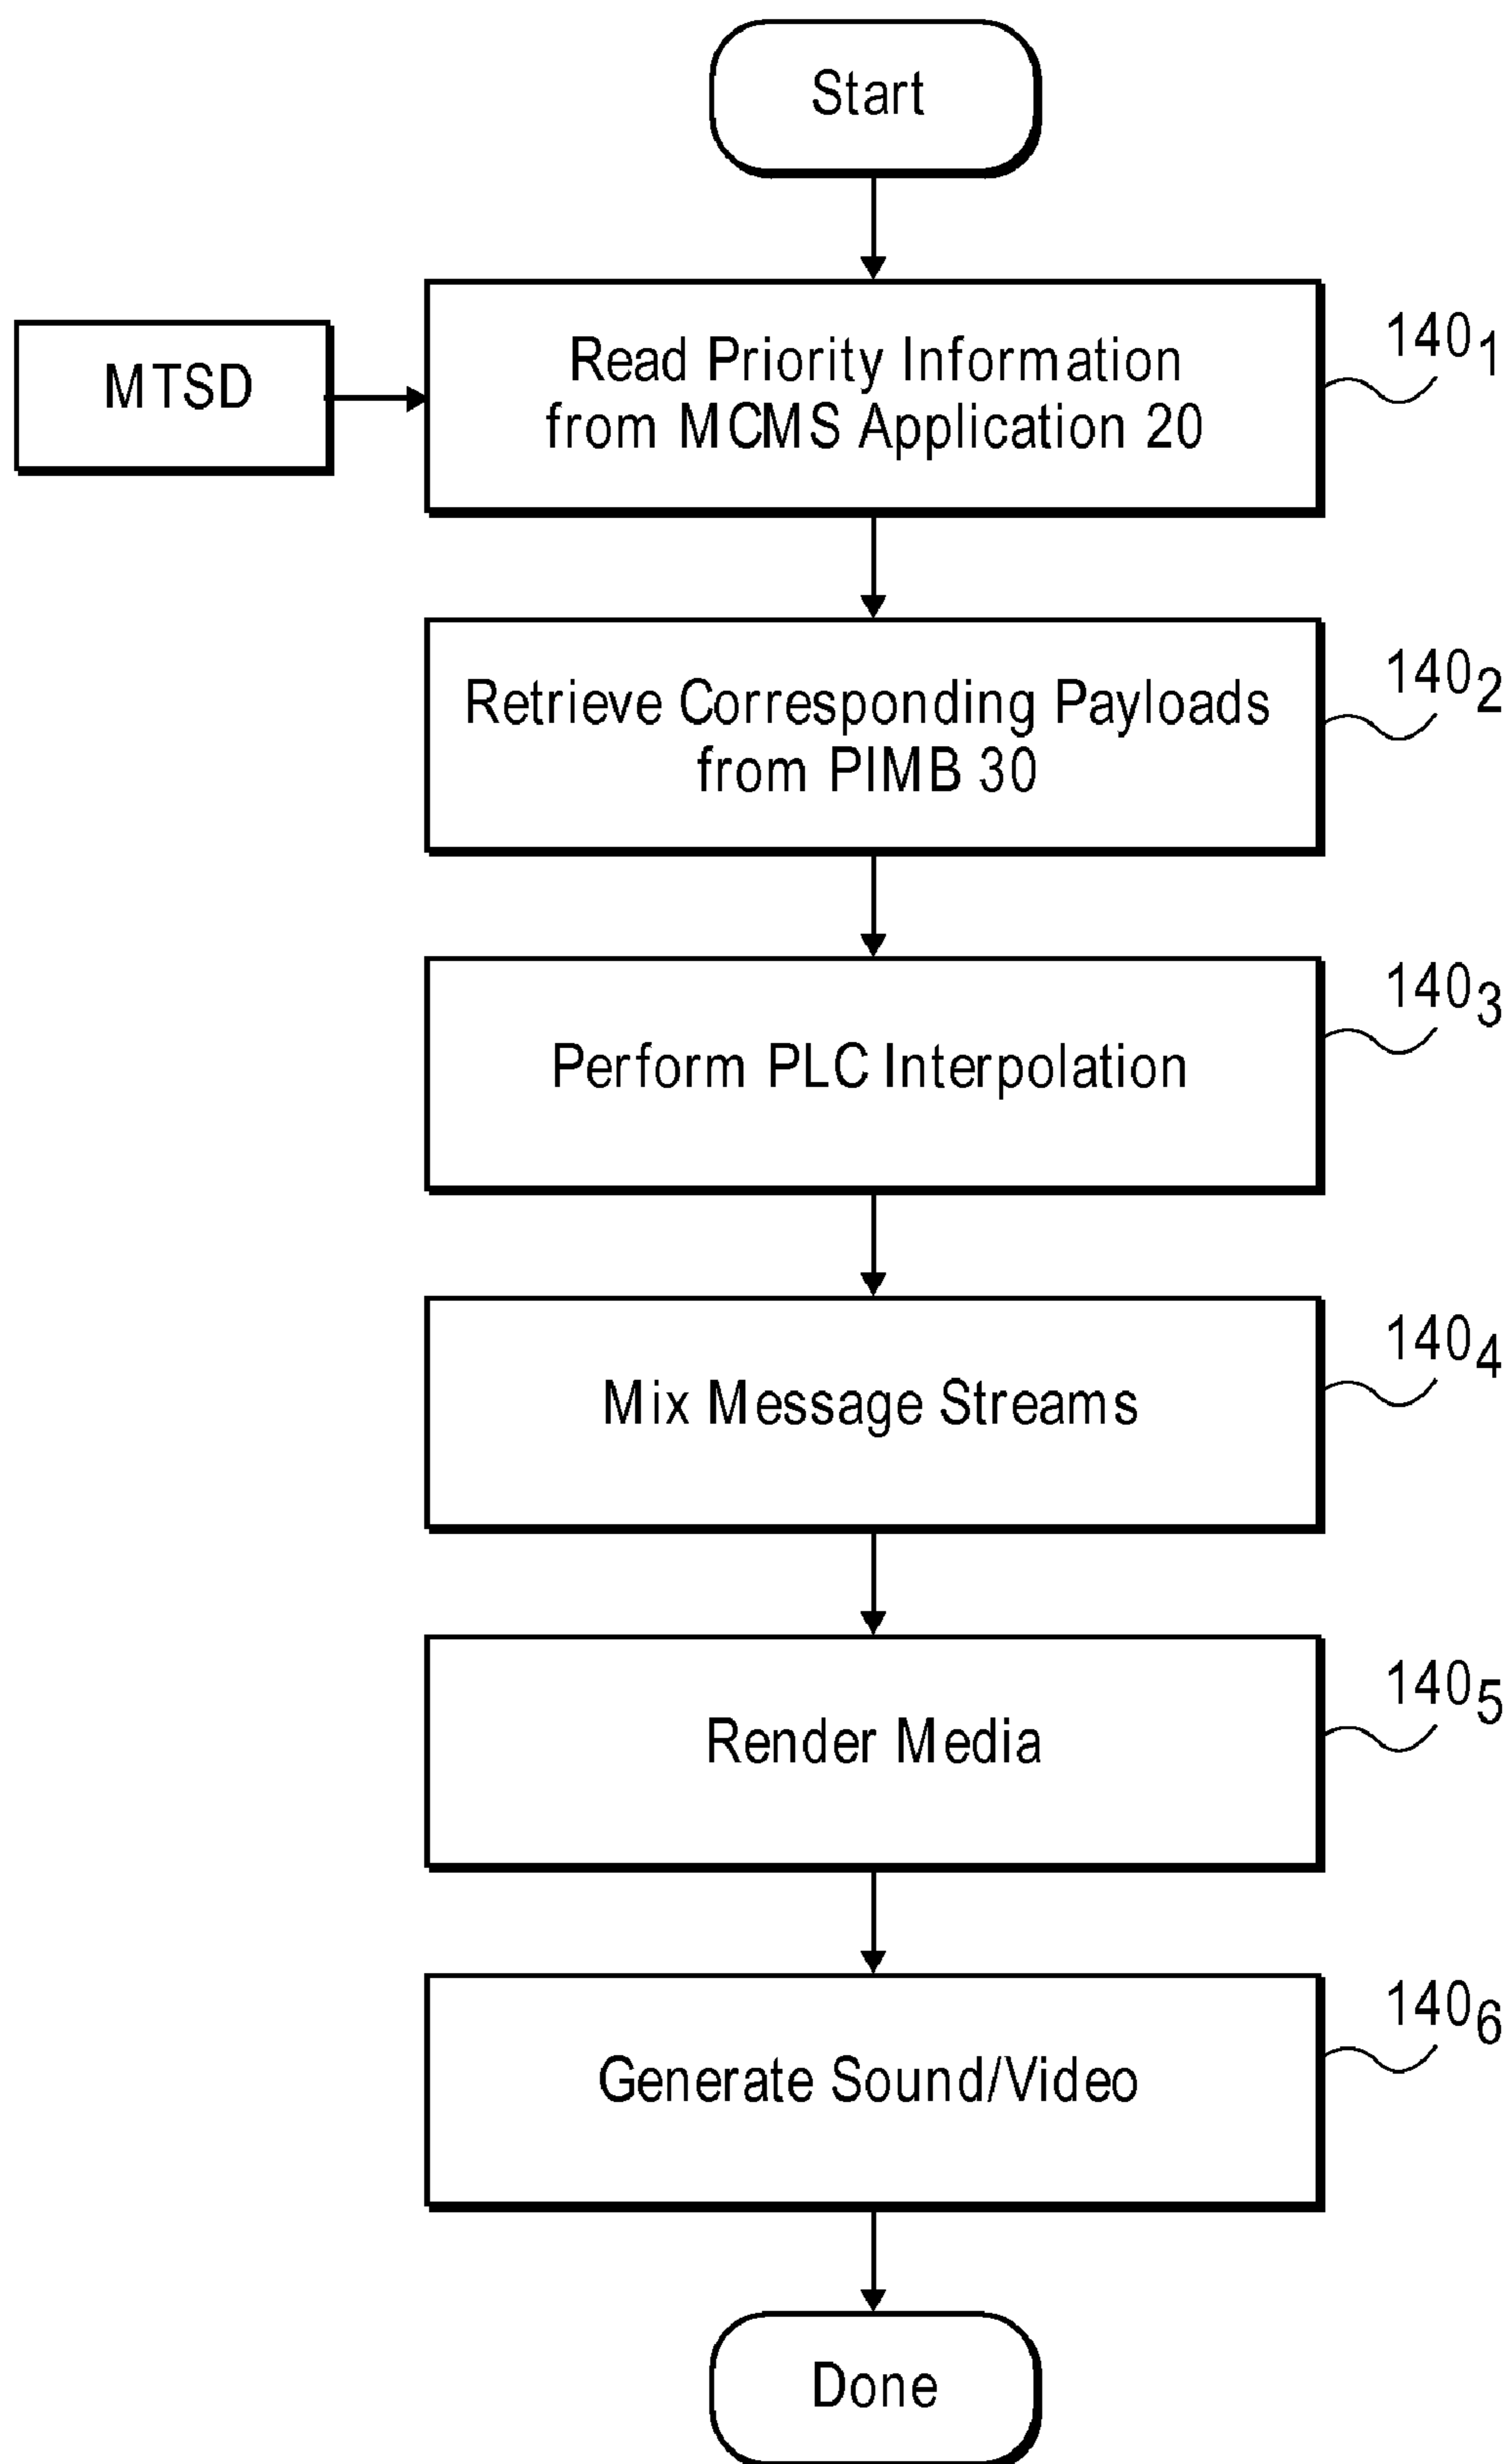 Start
MTSD
Read Priority Information
from MCMS Application 20
140₁
Retrieve Corresponding Payloads
from PIMB 30
140₂
Perform PLC Interpolation
140₃
Mix Message Streams
140₄
Render Media
140₅
Generate Sound/Video
140₆
Done